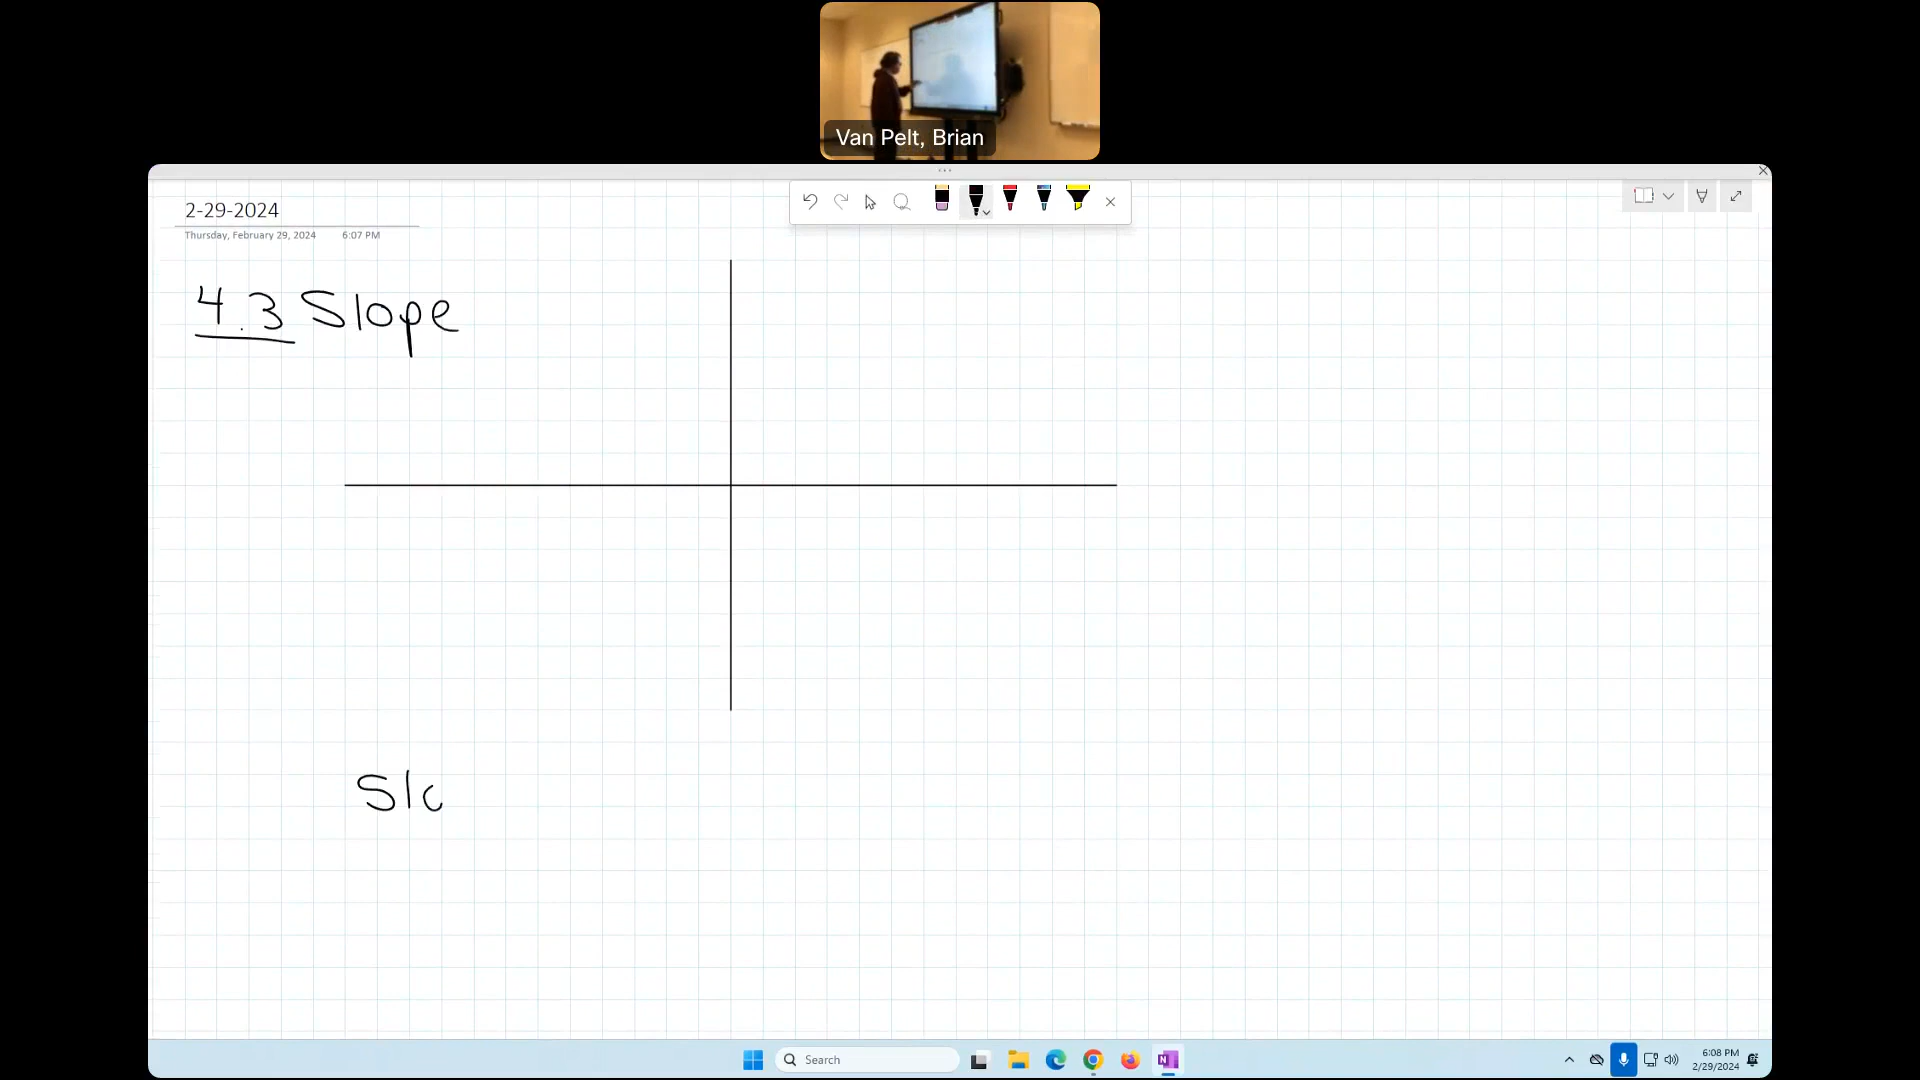 Van Pelt, Brian
2-29-2024
Thursday, February 29, 2024 6:07 PM
4.3 Slope
Slo
Search
6:08 PM
2/29/2024